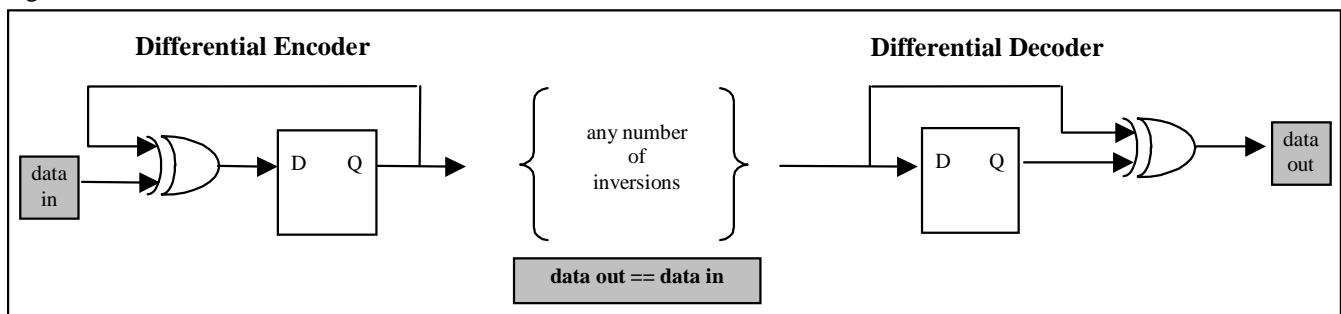 Differential Encoder
Differential Decoder
data
in
D Q
any number
of
inversions
D Q
data
out
data out == data in